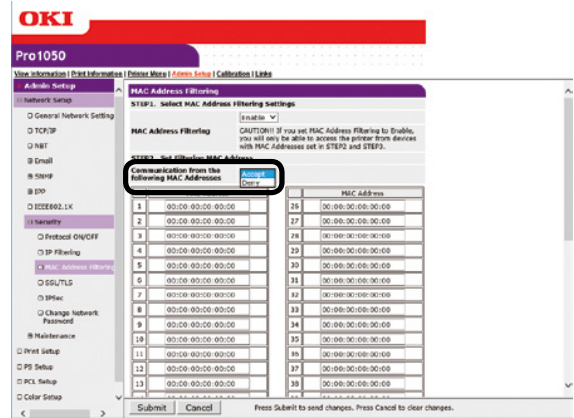 OKI
Pro1050
View Information | Print Information | Printer Menu | Admin Setup | Calibration | Links
Admin Setup
Network Setup
General Network Setting
TCP/IP
NBT
Email
SNMP
IPP
IEEE802.1X
Security
Protocol ON/OFF
IP Filtering
MAC Address Filtering
SSL/TLS
IPSec
Change Network
Password
Maintenance
Print Setup
PS Setup
PCL Setup
Color Setup
MAC Address Filtering
STEP1. Select MAC Address Filtering Settings
Enable
MAC Address Filtering
CAUTION!! If you set MAC Address Filtering to Enable,
you will only be able to access the printer from devices
with MAC Addresses set in STEP2 and STEP3.
STEP2. Set Filtering MAC Address
Communication from the
following MAC Addresses
Accept
Deny
MAC Address
1 00:00:00:00:00:00 26 00:00:00:00:00:00
2 00:00:00:00:00:00 27 00:00:00:00:00:00
3 00:00:00:00:00:00 28 00:00:00:00:00:00
4 00:00:00:00:00:00 29 00:00:00:00:00:00
5 00:00:00:00:00:00 30 00:00:00:00:00:00
6 00:00:00:00:00:00 31 00:00:00:00:00:00
7 00:00:00:00:00:00 32 00:00:00:00:00:00
8 00:00:00:00:00:00 33 00:00:00:00:00:00
9 00:00:00:00:00:00 34 00:00:00:00:00:00
10 00:00:00:00:00:00 35 00:00:00:00:00:00
11 00:00:00:00:00:00 36 00:00:00:00:00:00
12 00:00:00:00:00:00 37 00:00:00:00:00:00
13 00:00:00:00:00:00 38 00:00:00:00:00:00
Submit Cancel Press Submit to send changes. Press Cancel to clear changes.